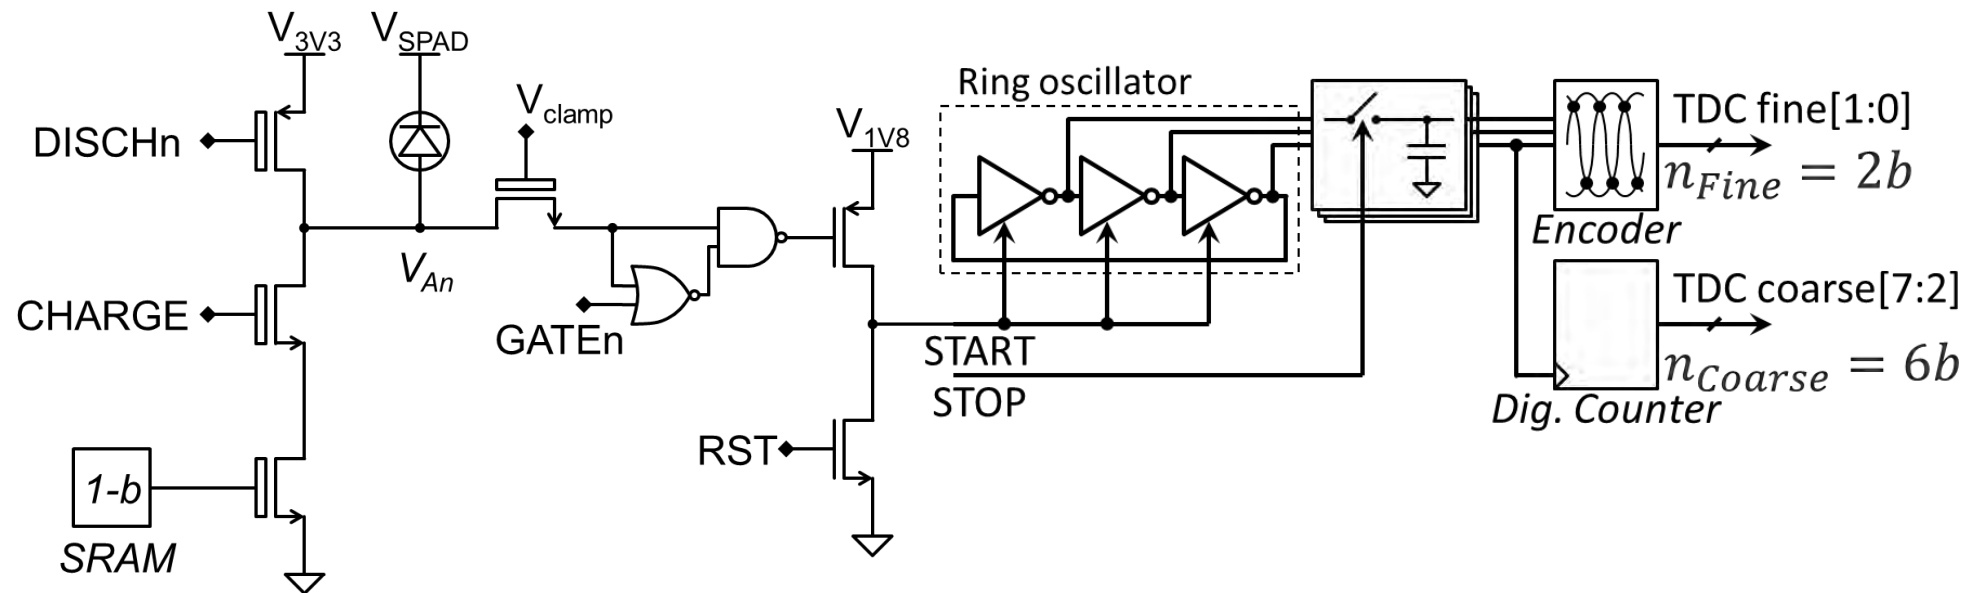 V3V3
VSPAD
DISCHn
Vclamp
VAn
CHARGE
GATEn
1-b
SRAM
V1V8
RST
Ring oscillator
START
STOP
Encoder
TDC fine[1:0]
nFine = 2b
Dig. Counter
TDC coarse[7:2]
nCoarse = 6b